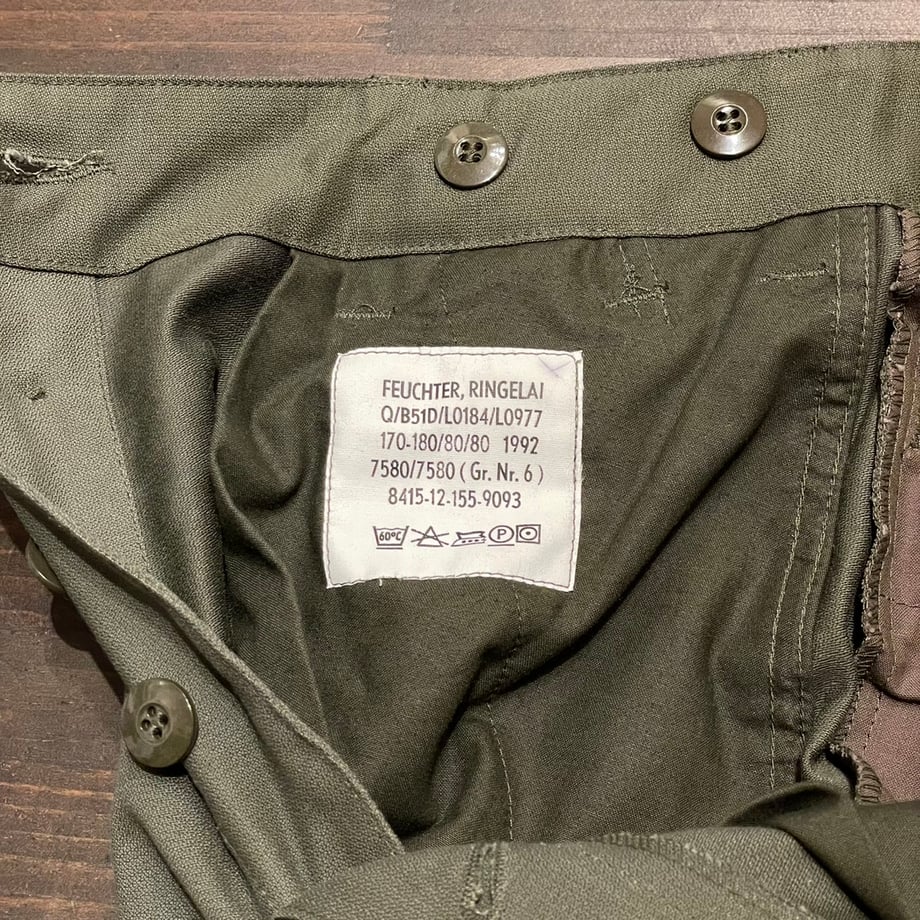 FEUCHTER, RINGELAI
Q/B51D/L0184/L0977
170-180/80/80 1992
7580/7580 (Gr. Nr. 6)
8415-12-155-9093
60°C P